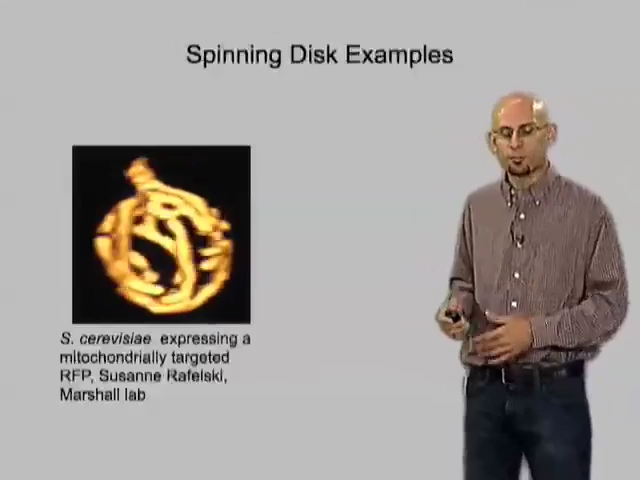 Spinning Disk Examples
S. cerevisiae expressing a
mitochondrially targeted
RFP, Susanne Rafelski,
Marshall lab